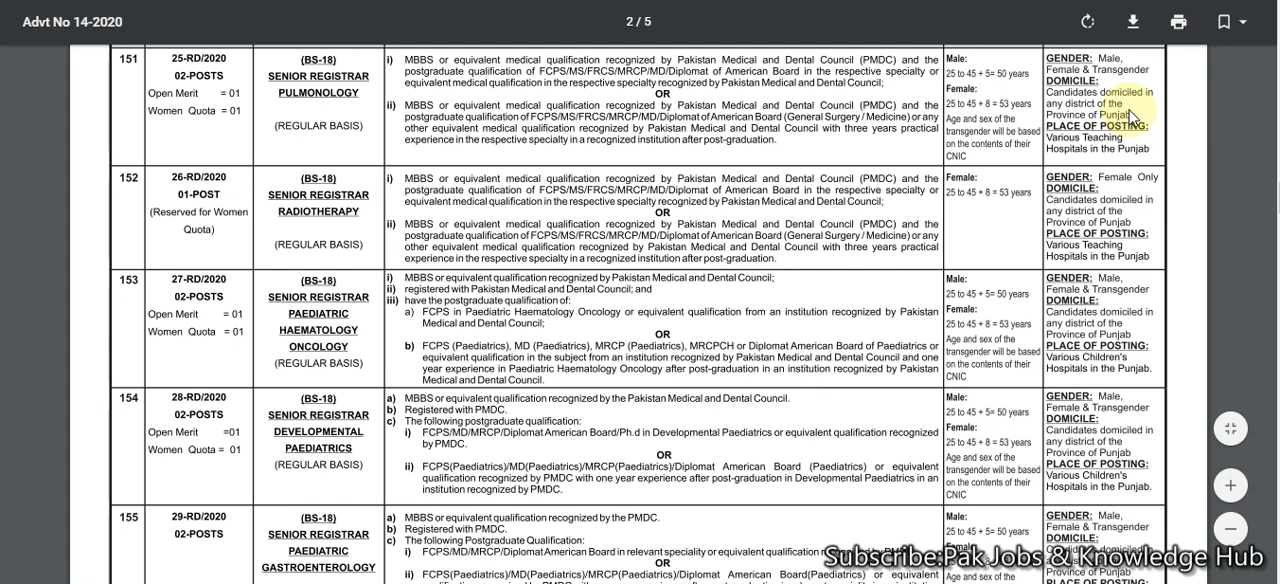 Advt No 14-2020
2 / 5
151
25-RD/2020
02-POSTS
Open Merit = 01
Women Quota = 01
(BS-18)
SENIOR REGISTRAR
PULMONOLOGY
(REGULAR BASIS)
i) MBBS or equivalent medical qualification recognized by Pakistan Medical and Dental Council (PMDC) and the
postgraduate qualification of FCPS/MS/FRCS/MRCP/MD/Diplomat of American Board in the respective specialty or
equivalent medical qualification recognized by Pakistan Medical and Dental Council;
OR
ii) MBBS or equivalent medical qualification recognized by Pakistan Medical and Dental Council (PMDC) and the
postgraduate qualification of FCPS/MS/FRCS/MRCP/MD/Diplomat of American Board (General Surgery / Medicine) or any
other equivalent medical qualification recognized by Pakistan Medical and Dental Council with three years practical
experience in the respective specialty in a recognized institution after post-graduation.
Male:
25 to 45 + 5= 50 years
Female:
25 to 45 + 8 = 53 years
Age and sex of the
transgender will be based
on the contents of their
CNIC
GENDER: Male,
Female & Transgender
DOMICILE:
Candidates domiciled in
any district of the
Province of Punjab
PLACE OF POSTING:
Various Teaching
Hospitals in the Punjab
152
26-RD/2020
01-POST
(Reserved for Women
Quota)
(BS-18)
SENIOR REGISTRAR
RADIOTHERAPY
(REGULAR BASIS)
i) MBBS or equivalent medical qualification recognized by Pakistan Medical and Dental Council (PMDC) and the
postgraduate qualification of FCPS/MS/FRCS/MRCP/MD/Diplomat of American Board in the respective specialty or
equivalent medical qualification recognized by Pakistan Medical and Dental Council;
OR
ii) MBBS or equivalent medical qualification recognized by Pakistan Medical and Dental Council (PMDC) and the
postgraduate qualification of FCPS/MS/FRCS/MRCP/MD/Diplomat of American Board (General Surgery / Medicine) or any
other equivalent medical qualification recognized by Pakistan Medical and Dental Council with three years practical
experience in the respective specialty in a recognized institution after post-graduation.
Female:
25 to 45 + 8 = 53 years
GENDER: Female Only
DOMICILE:
Candidates domiciled in
any district of the
Province of Punjab
PLACE OF POSTING:
Various Teaching
Hospitals in the Punjab
153
27-RD/2020
02-POSTS
Open Merit = 01
Women Quota = 01
(BS-18)
SENIOR REGISTRAR
PAEDIATRIC
HAEMATOLOGY
ONCOLOGY
(REGULAR BASIS)
i) MBBS or equivalent qualification recognized by Pakistan Medical and Dental Council;
ii) registered with Pakistan Medical and Dental Council; and
iii) have the postgraduate qualification of:
a) FCPS in Paediatric Haematology Oncology or equivalent qualification from an institution recognized by Pakistan
Medical and Dental Council;
OR
b) FCPS (Paediatrics), MD (Paediatrics), MRCP (Paediatrics), MRCPCH or Diplomat American Board of Paediatrics or
equivalent qualification in the subject from an institution recognized by Pakistan Medical and Dental Council and one
year experience in Paediatric Haematology Oncology after post-graduation in an institution recognized by Pakistan
Medical and Dental Council.
Male:
25 to 45 + 5= 50 years
Female:
25 to 45 + 8 = 53 years
Age and sex of the
transgender will be based
on the contents of their
CNIC
GENDER: Male,
Female & Transgender
DOMICILE:
Candidates domiciled in
any district of the
Province of Punjab
PLACE OF POSTING:
Various Children's
Hospitals in the Punjab.
154
28-RD/2020
02-POSTS
Open Merit =01
Women Quota = 01
(BS-18)
SENIOR REGISTRAR
DEVELOPMENTAL
PAEDIATRICS
(REGULAR BASIS)
a) MBBS or equivalent qualification recognized by the Pakistan Medical and Dental Council.
b) Registered with PMDC.
c) The following postgraduate qualification:
i) FCPS/MD/MRCP/Diplomat American Board/Ph.d in Developmental Paediatrics or equivalent qualification recognized
by PMDC.
OR
ii) FCPS(Paediatrics)/MD(Paediatrics)/MRCP(Paediatrics)/Diplomat American Board (Paediatrics) or equivalent
qualification recognized by PMDC with one year experience after post-graduation in Developmental Paediatrics in an
institution recognized by PMDC.
Male:
25 to 45 + 5= 50 years
Female:
25 to 45 + 8 = 53 years
Age and sex of the
transgender will be based
on the contents of their
CNIC
GENDER: Male,
Female & Transgender
DOMICILE:
Candidates domiciled in
any district of the
Province of Punjab
PLACE OF POSTING:
Various Children's
Hospitals in the Punjab.
155
29-RD/2020
02-POSTS
(BS-18)
SENIOR REGISTRAR
PAEDIATRIC
GASTROENTEROLOGY
a) MBBS or equivalent qualification recognized by the PMDC.
b) Registered with PMDC.
c) The following Postgraduate Qualification:
i) FCPS/MD/MRCP/Diplomat American Board in relevant speciality or equivalent qualification
OR
ii) FCPS(Paediatrics)/MD(Paediatrics)/MRCP(Paediatrics)/Diplomat American Board(Paediatrics) or equivalent
Male:
25 to 45 + 5= 50 years
25 to 45 + 8 = 53 years
Age and sex of the
GENDER: Male,
Female & Transgender
DOMICILE:
any district of the
Province of Punjab
Subscribe:Pak Jobs & Knowledge Hub